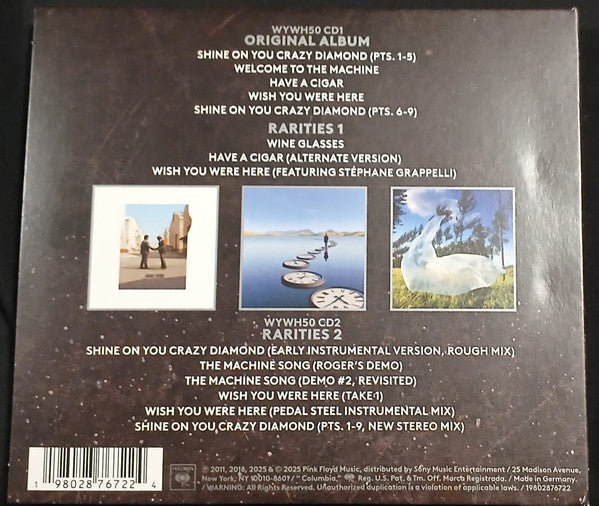 WYWH50 CD1
ORIGINAL ALBUM
SHINE ON YOU CRAZY DIAMOND (PTS. 1-5)
WELCOME TO THE MACHINE
HAVE A CIGAR
WISH YOU WERE HERE
SHINE ON YOU CRAZY DIAMOND (PTS. 6-9)
RARITIES 1
WINE GLASSES
HAVE A CIGAR (ALTERNATE VERSION)
WISH YOU WERE HERE (FEATURING STÉPHANE GRAPPELLI)
WYWH50 CD2
RARITIES 2
SHINE ON YOU CRAZY DIAMOND (EARLY INSTRUMENTAL VERSION, ROUGH MIX)
THE MACHINE SONG (ROGER'S DEMO)
THE MACHINE SONG (DEMO #2, REVISITED)
WISH YOU WERE HERE (TAKE 1)
WISH YOU WERE HERE (PEDAL STEEL INSTRUMENTAL MIX)
SHINE ON YOU CRAZY DIAMOND (PTS. 1-9, NEW STEREO MIX)
COLUMBIA
℗ 2011, 2018, 2025 & © 2025 Pink Floyd Music, distributed by Sony Music Entertainment / 25 Madison Avenue,
New York, NY 10010-8601 / "Columbia," Reg. U.S. Pat. & Tm. Off. Marca Registrada. / Made in Germany.
/ WARNING: All Rights Reserved. Unauthorized duplication is a violation of applicable laws. / 19802876722
1 98028 76722 4